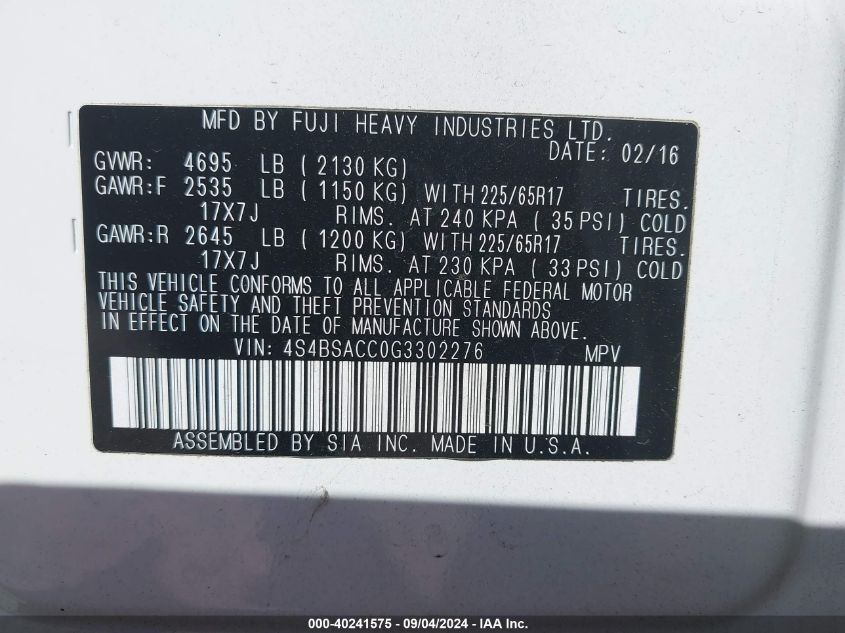 MFD BY FUJI HEAVY INDUSTRIES LTD.
DATE: 02/16
GVWR: 4695 LB ( 2130 KG)
GAWR:F 2535 LB ( 1150 KG) WITH 225/65R17 TIRES.
17X7J RIMS. AT 240 KPA ( 35 PSI) COLD
GAWR:R 2645 LB ( 1200 KG) WITH 225/65R17 TIRES.
17X7J RIMS. AT 230 KPA ( 33 PSI) COLD
THIS VEHICLE CONFORMS TO ALL APPLICABLE FEDERAL MOTOR
VEHICLE SAFETY AND THEFT PREVENTION STANDARDS
IN EFFECT ON THE DATE OF MANUFACTURE SHOWN ABOVE.
VIN: 4S4BSACC0G3302276 MPV
ASSEMBLED BY SIA INC. MADE IN U.S.A.
000-40241575 - 09/04/2024 - IAA Inc.